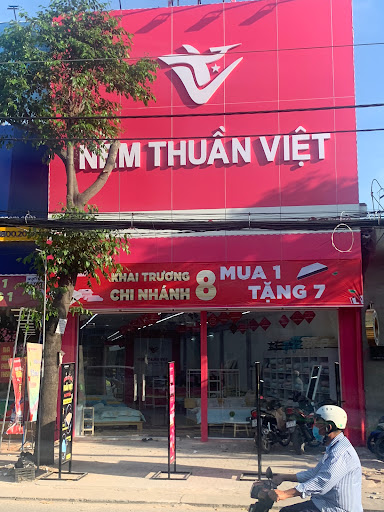 NỆM THUẦN VIỆT
KHAI TRƯƠNG
CHI NHÁNH 8
MUA 1
TẶNG 7